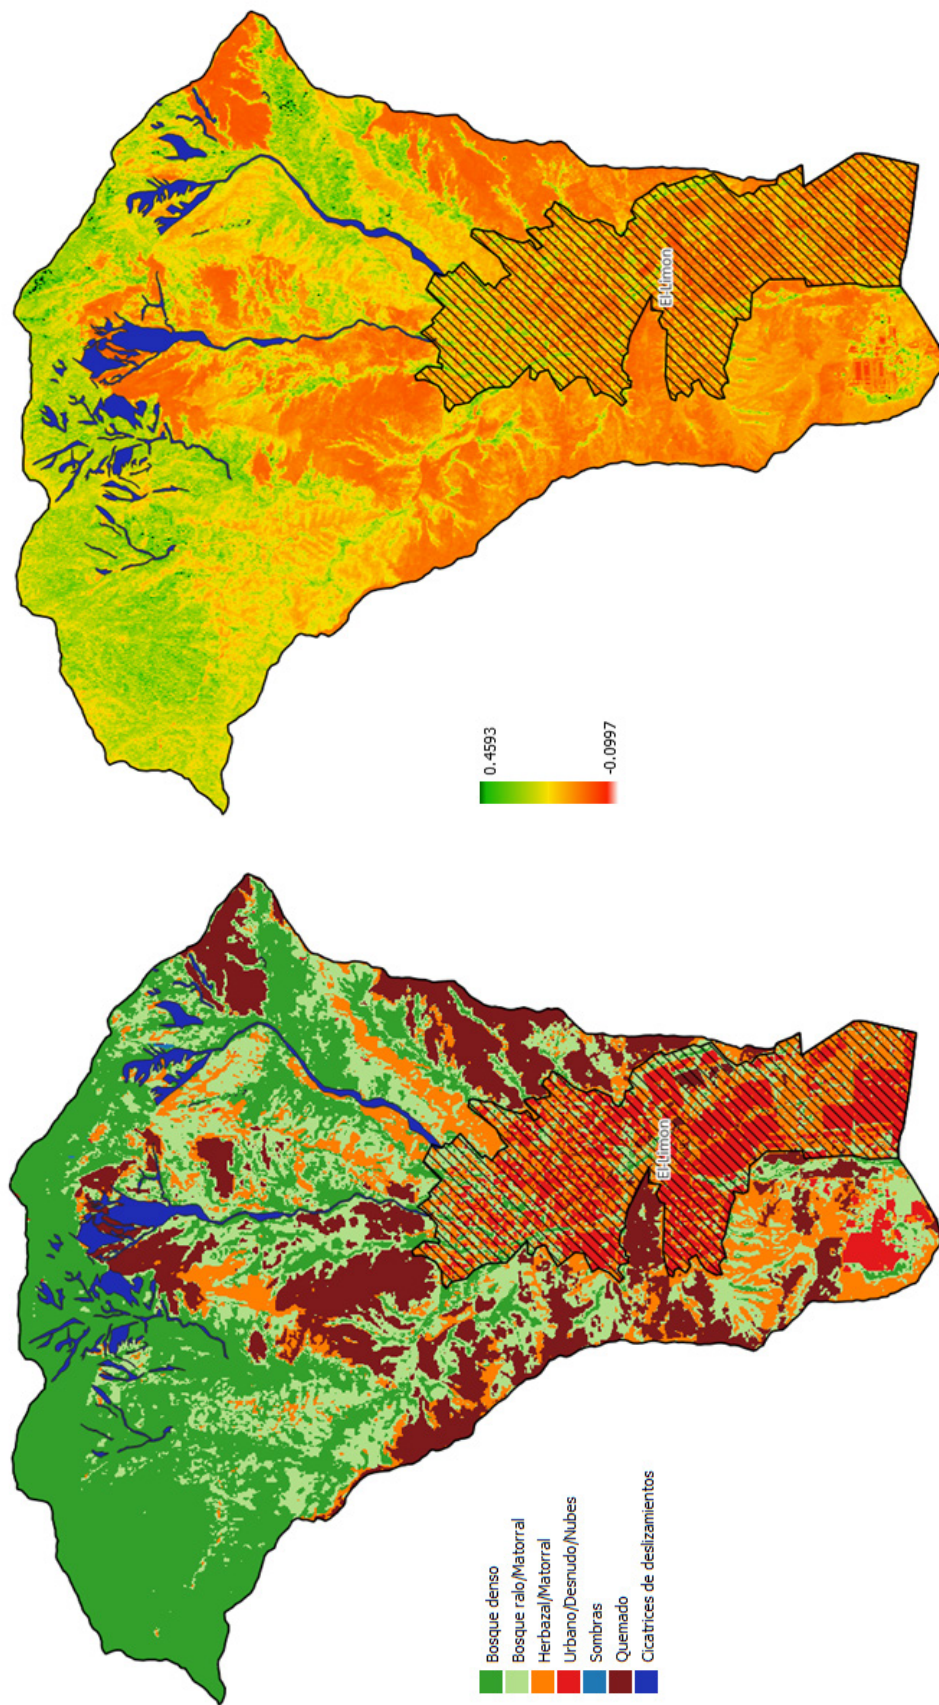 Bosque denso
Bosque ralo/Matorral
Herbazal/Matorral
Urbano/Desnudo/Nubes
Sombras
Quemado
Cicatrices de deslizamientos
El-Limon
0.4593
-0.0997
El-Limon